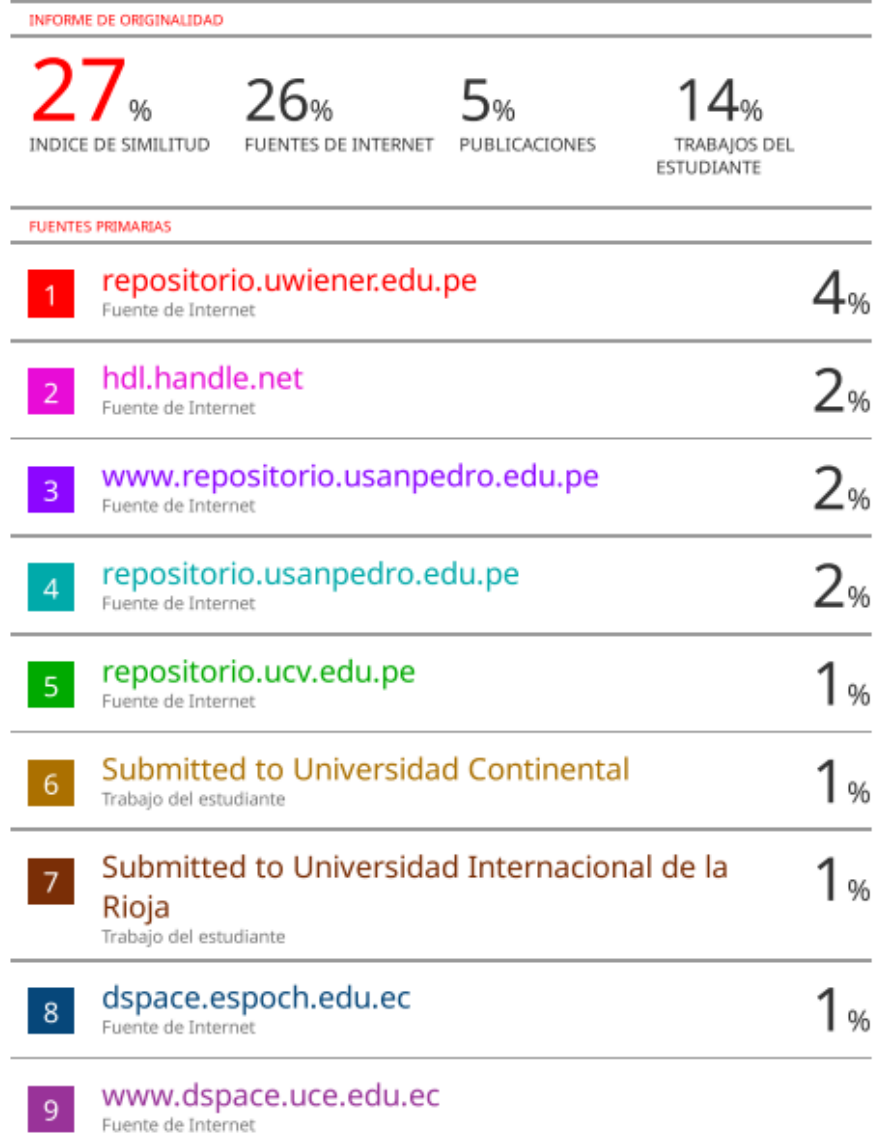 INFORME DE ORIGINALIDAD
27% 26% 5% 14%
INDICE DE SIMILITUD FUENTES DE INTERNET PUBLICACIONES TRABAJOS DEL
ESTUDIANTE
FUENTES PRIMARIAS
1 repositorio.uwiener.edu.pe 4%
Fuente de Internet
2 hdl.handle.net 2%
Fuente de Internet
3 www.repositorio.usanpedro.edu.pe 2%
Fuente de Internet
4 repositorio.usanpedro.edu.pe 2%
Fuente de Internet
5 repositorio.ucv.edu.pe 1%
Fuente de Internet
6 Submitted to Universidad Continental 1%
Trabajo del estudiante
7 Submitted to Universidad Internacional de la 1%
Rioja
Trabajo del estudiante
8 dspace.espoch.edu.ec 1%
Fuente de Internet
9 www.dspace.uce.edu.ec
Fuente de Internet